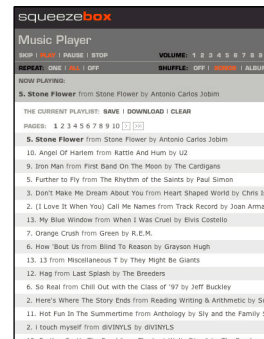 squeezebox
Music Player
SKIP | PLAY | PAUSE | STOP VOLUME: 1 2 3 4 5 6 7 8 9
REPEAT: ONE | ALL | OFF SHUFFLE: OFF | SONGS | ALBUM
NOW PLAYING:
5. Stone Flower from Stone Flower by Antonio Carlos Jobim
THE CURRENT PLAYLIST: SAVE | DOWNLOAD | CLEAR
PAGES: 1 2 3 4 5 6 7 8 9 10 > >>
5. Stone Flower from Stone Flower by Antonio Carlos Jobim
10. Angel Of Harlem from Rattle And Hum by U2
9. Iron Man from First Band On The Moon by The Cardigans
5. Further to Fly from The Rhythm of the Saints by Paul Simon
3. Don't Make Me Dream About You from Heart Shaped World by Chris I
2. (I Love It When You) Call Me Names from Track Record by Joan Arma
13. My Blue Window from When I Was Cruel by Elvis Costello
7. Orange Crush from Green by R.E.M.
6. How 'Bout Us from Blind To Reason by Grayson Hugh
13. 13 from Miscellaneous T by They Might Be Giants
12. Hag from Last Splash by The Breeders
6. So Real from Chill Out with the Class of '97 by Jeff Buckley
2. Here's Where The Story Ends from Reading Writing & Arithmetic by S
11. Hot Fun In The Summertime from Anthology by Sly and the Family S
2. i touch myself from diVINYLS by diVINYLS